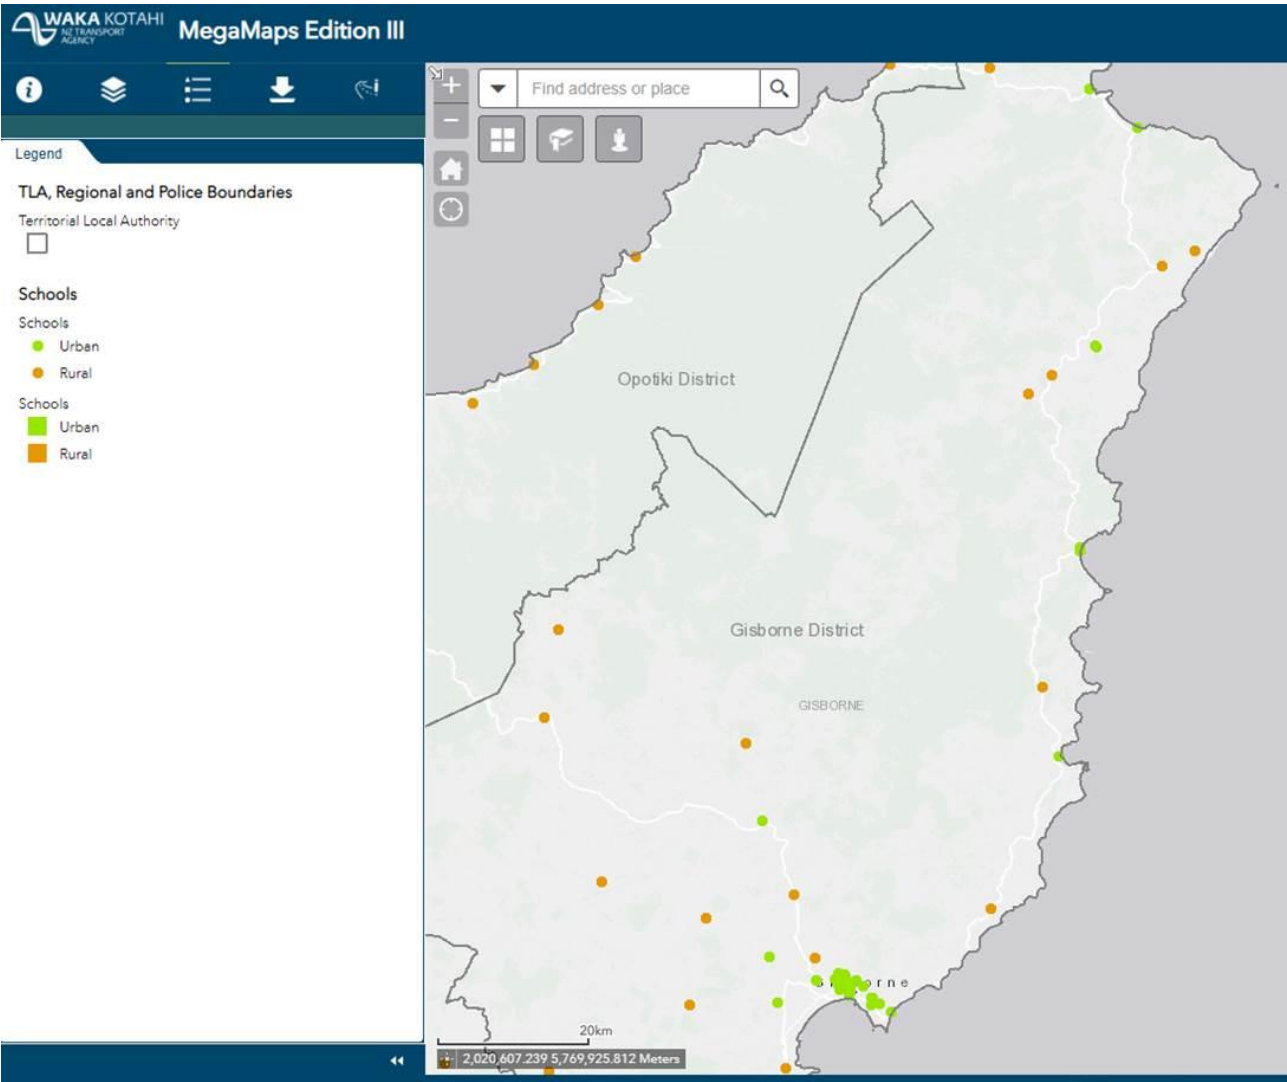 WAKA KOTAHI
NZ TRANSPORT
AGENCY
MegaMaps Edition III
Find address or place
Legend
TLA, Regional and Police Boundaries
Territorial Local Authority
Schools
Schools
Urban
Rural
Schools
Urban
Rural
Opotiki District
Gisborne District
GISBORNE
20km
2,020,607.239 5,769,925.812 Meters